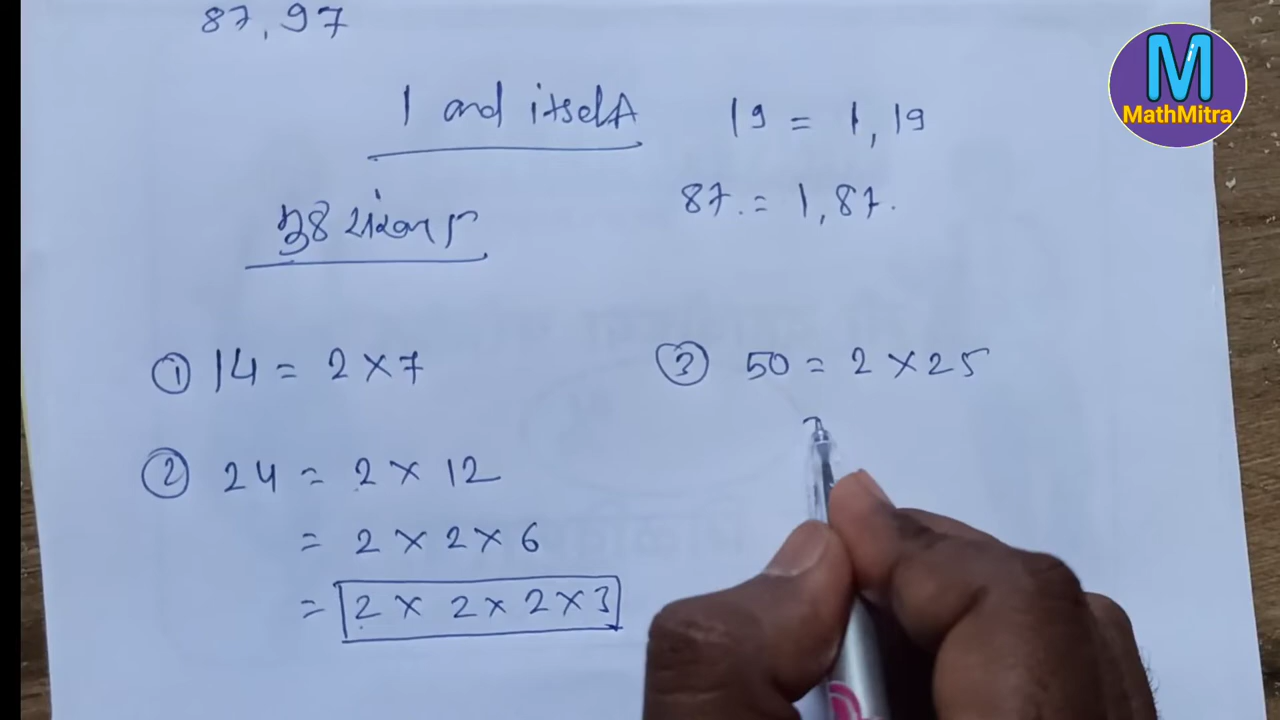 87, 97
1 and itself
19 = 1, 19
87. = 1, 87.
① 14 = 2 × 7
② 24 = 2 × 12
= 2 × 2 × 6
= 2 × 2 × 2 × 3
③ 50 = 2 × 25
M
MathMitra